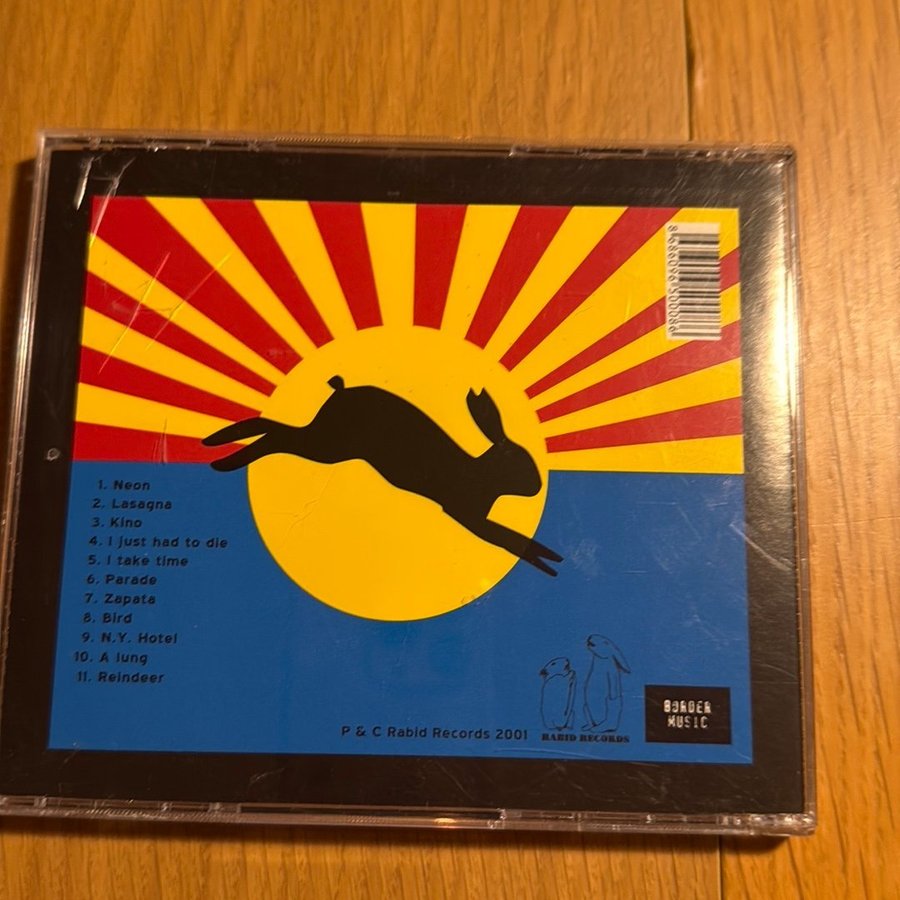 8686096500086
1. Neon
2. Lasagna
3. Kino
4. I just had to die
5. I take time
6. Parade
7. Zapata
8. Bird
9. N.Y. Hotel
10. A lung
11. Reindeer
P & C Rabid Records 2001
RABID RECORDS
BORDER
MUSIC